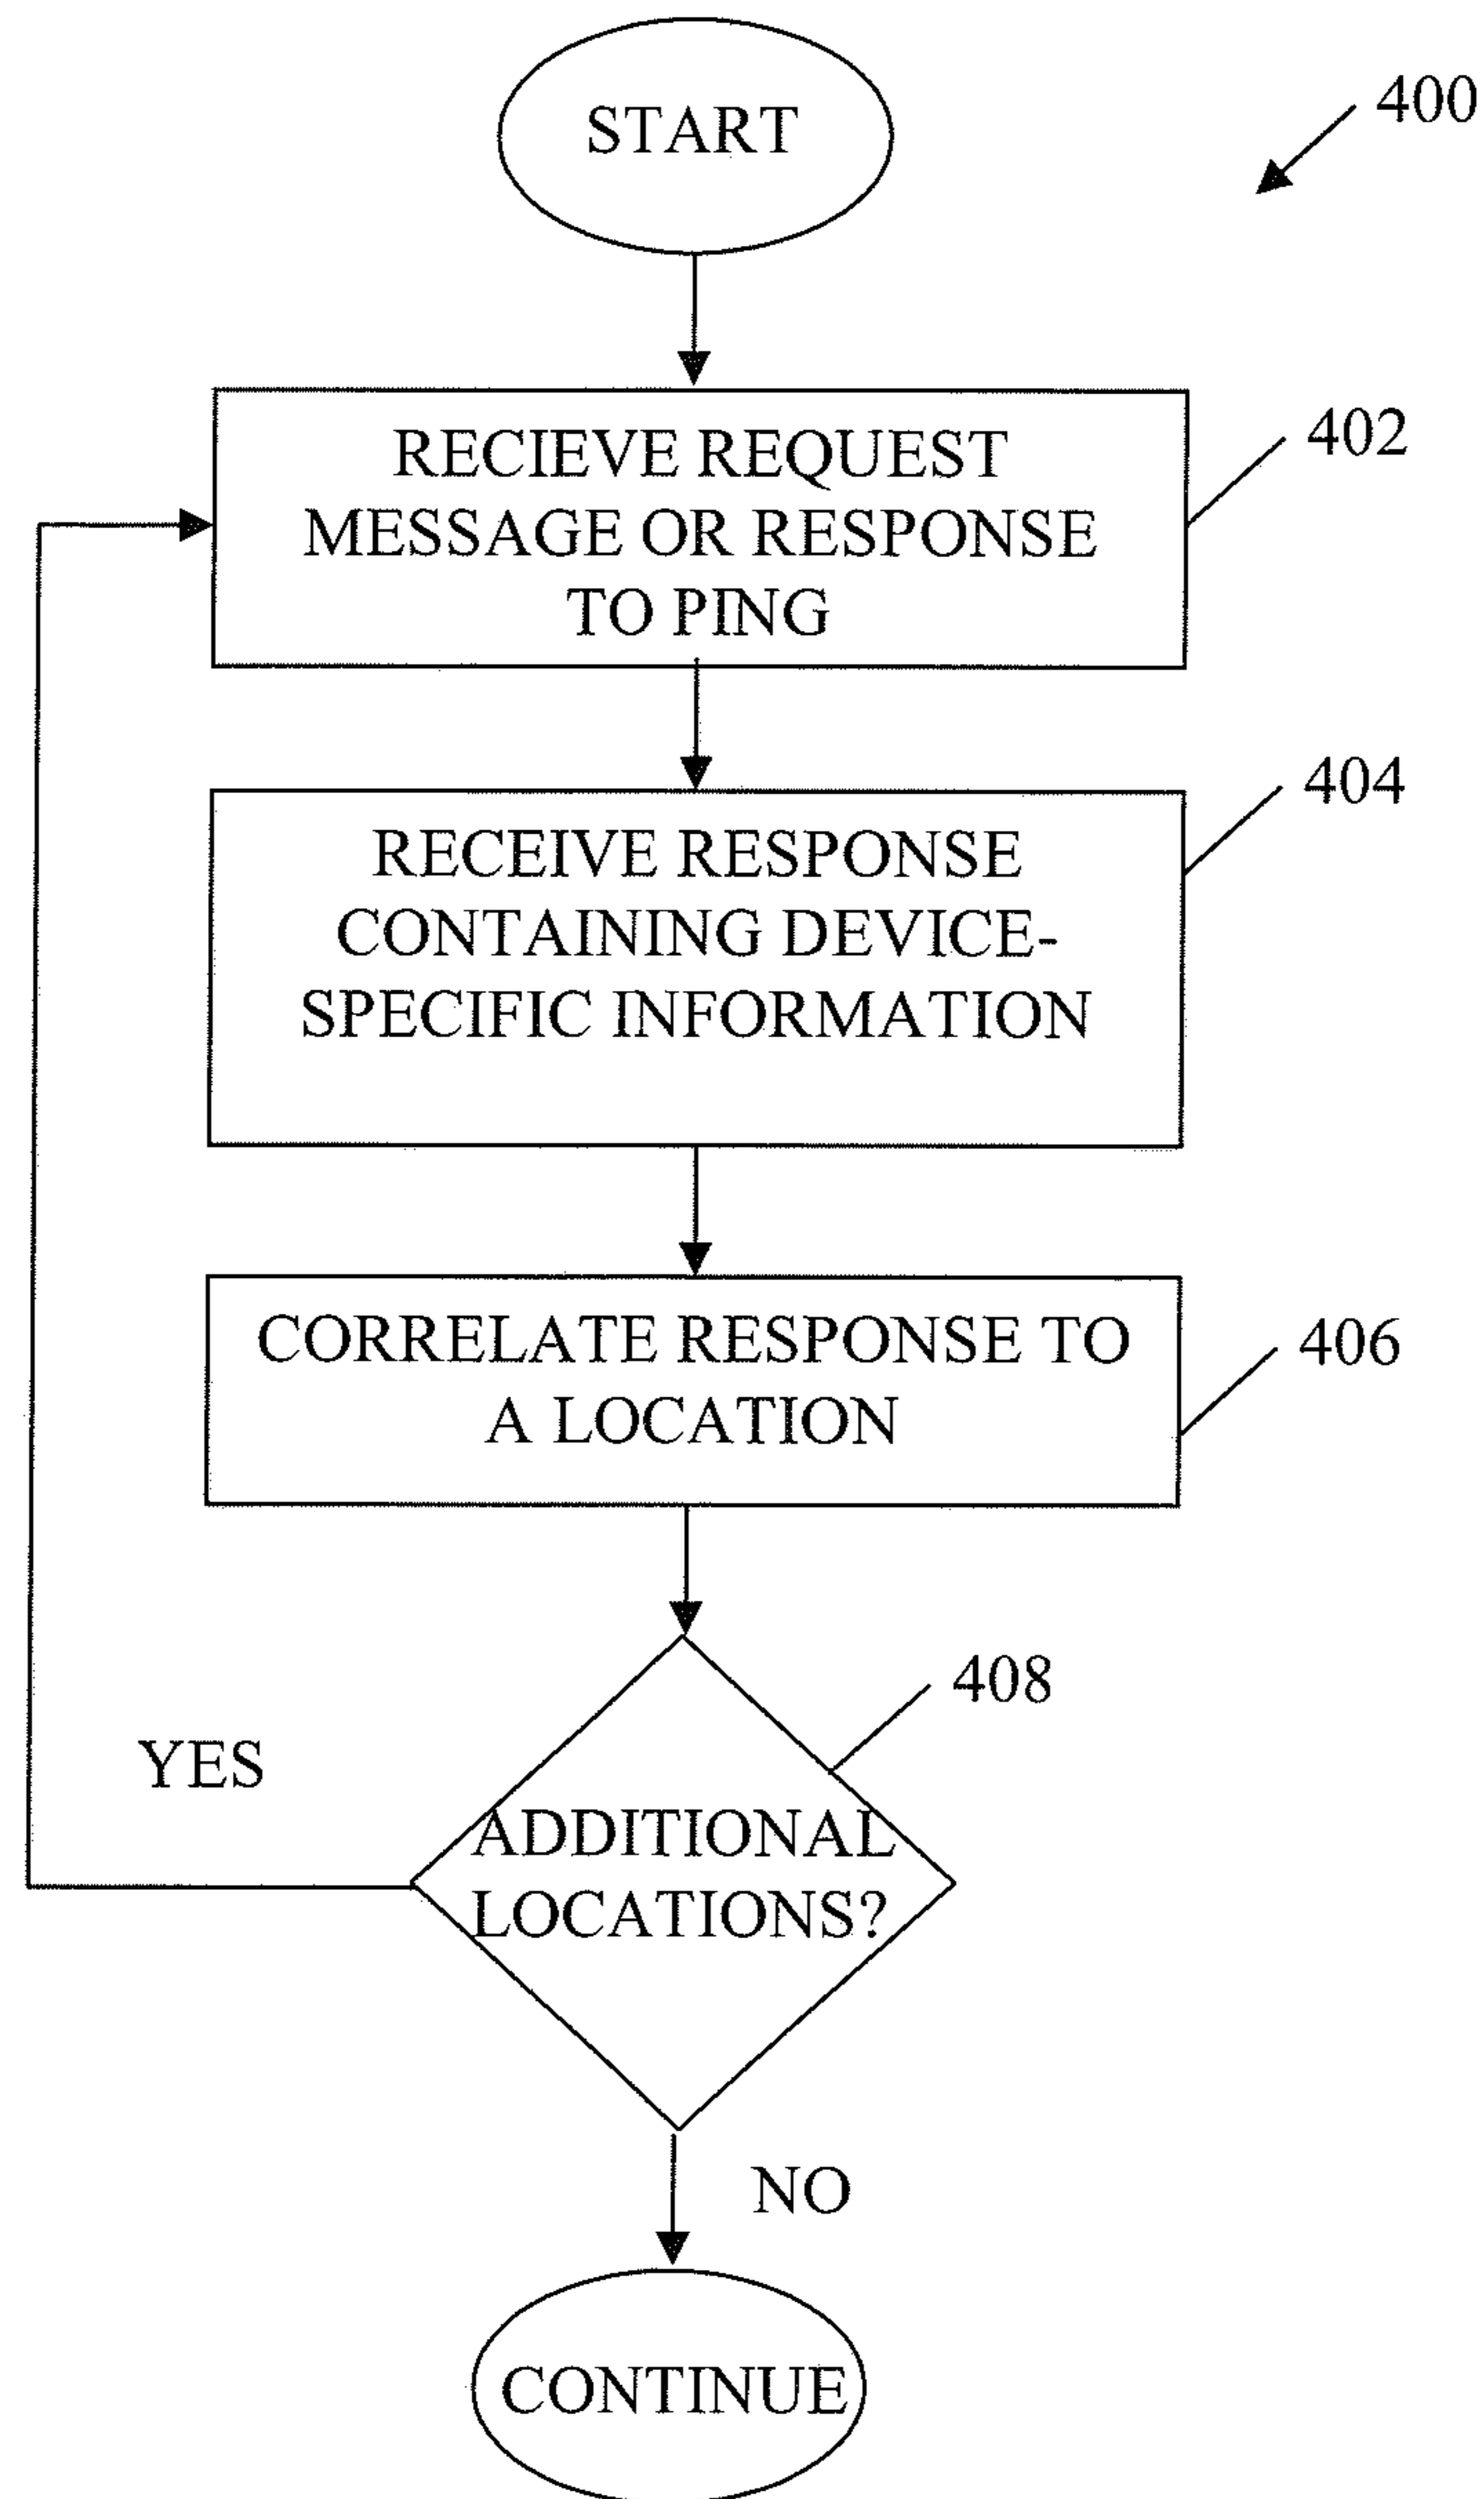 START
400
RECIEVE REQUEST
MESSAGE OR RESPONSE
TO PING
402
RECEIVE RESPONSE
CONTAINING DEVICE-
SPECIFIC INFORMATION
404
CORRELATE RESPONSE TO
A LOCATION
406
408
YES
ADDITIONAL
LOCATIONS?
NO
CONTINUE